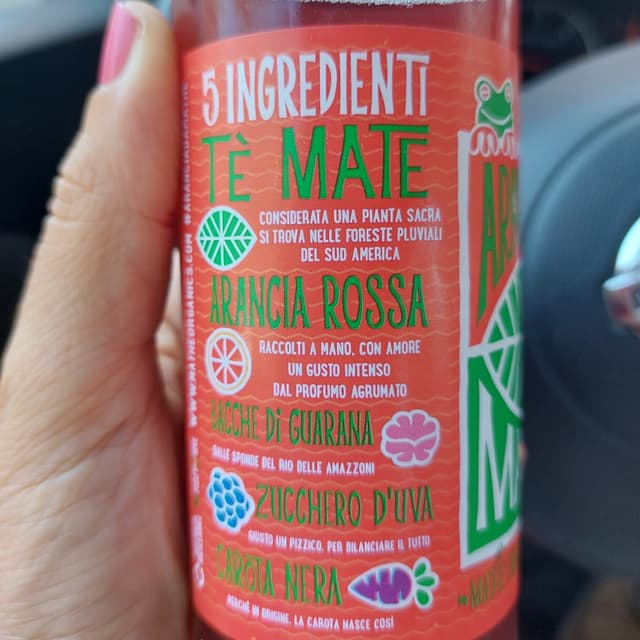 5 INGREDIENTI
TÈ MATE
CONSIDERATA UNA PIANTA SACRA
SI TROVA NELLE FORESTE PLUVIALI
DEL SUD AMERICA
ARANCIA ROSSA
RACCOLTI A MANO, CON AMORE
UN GUSTO INTENSO
DAL PROFUMO AGRUMATO
BACCHE Di GUARANA
DALLE SPONDE DEL RIO DELLE AMAZZONI
ZUCCHERO D'UVA
GIUSTO UN PIZZICO, PER BILANCIARE IL TUTTO
CAROTA NERA
PERCHÉ IN ORIGINE, LA CAROTA NASCE COSÌ